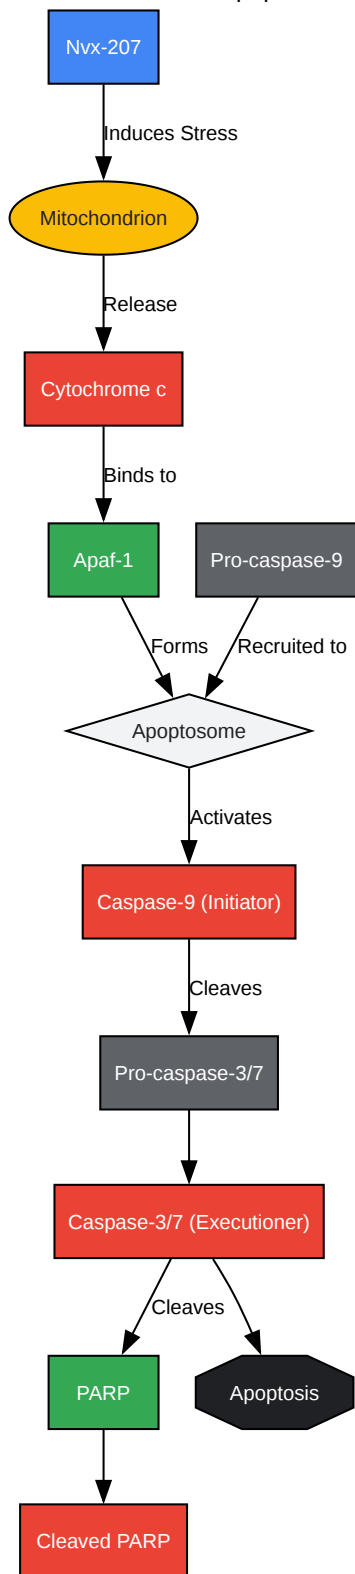 Nvx-207
Induces Stress
Mitochondrion
Release
Cytochrome c
Binds to
Apaf-1
Pro-caspase-9
Forms
Recruited to
Apoptosome
Activates
Caspase-9 (Initiator)
Cleaves
Pro-caspase-3/7
Caspase-3/7 (Executioner)
Cleaves
PARP
Apoptosis
Cleaved PARP